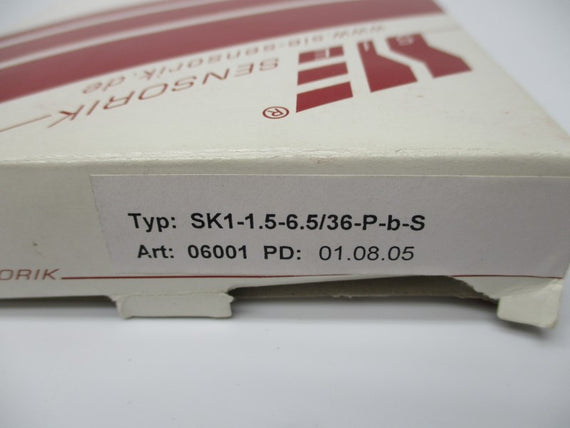 SIE
SENSORIK
®
www.sie-sensorik.de
Typ: SK1-1.5-6.5/36-P-b-S
Art: 06001 PD: 01.08.05
ORIK